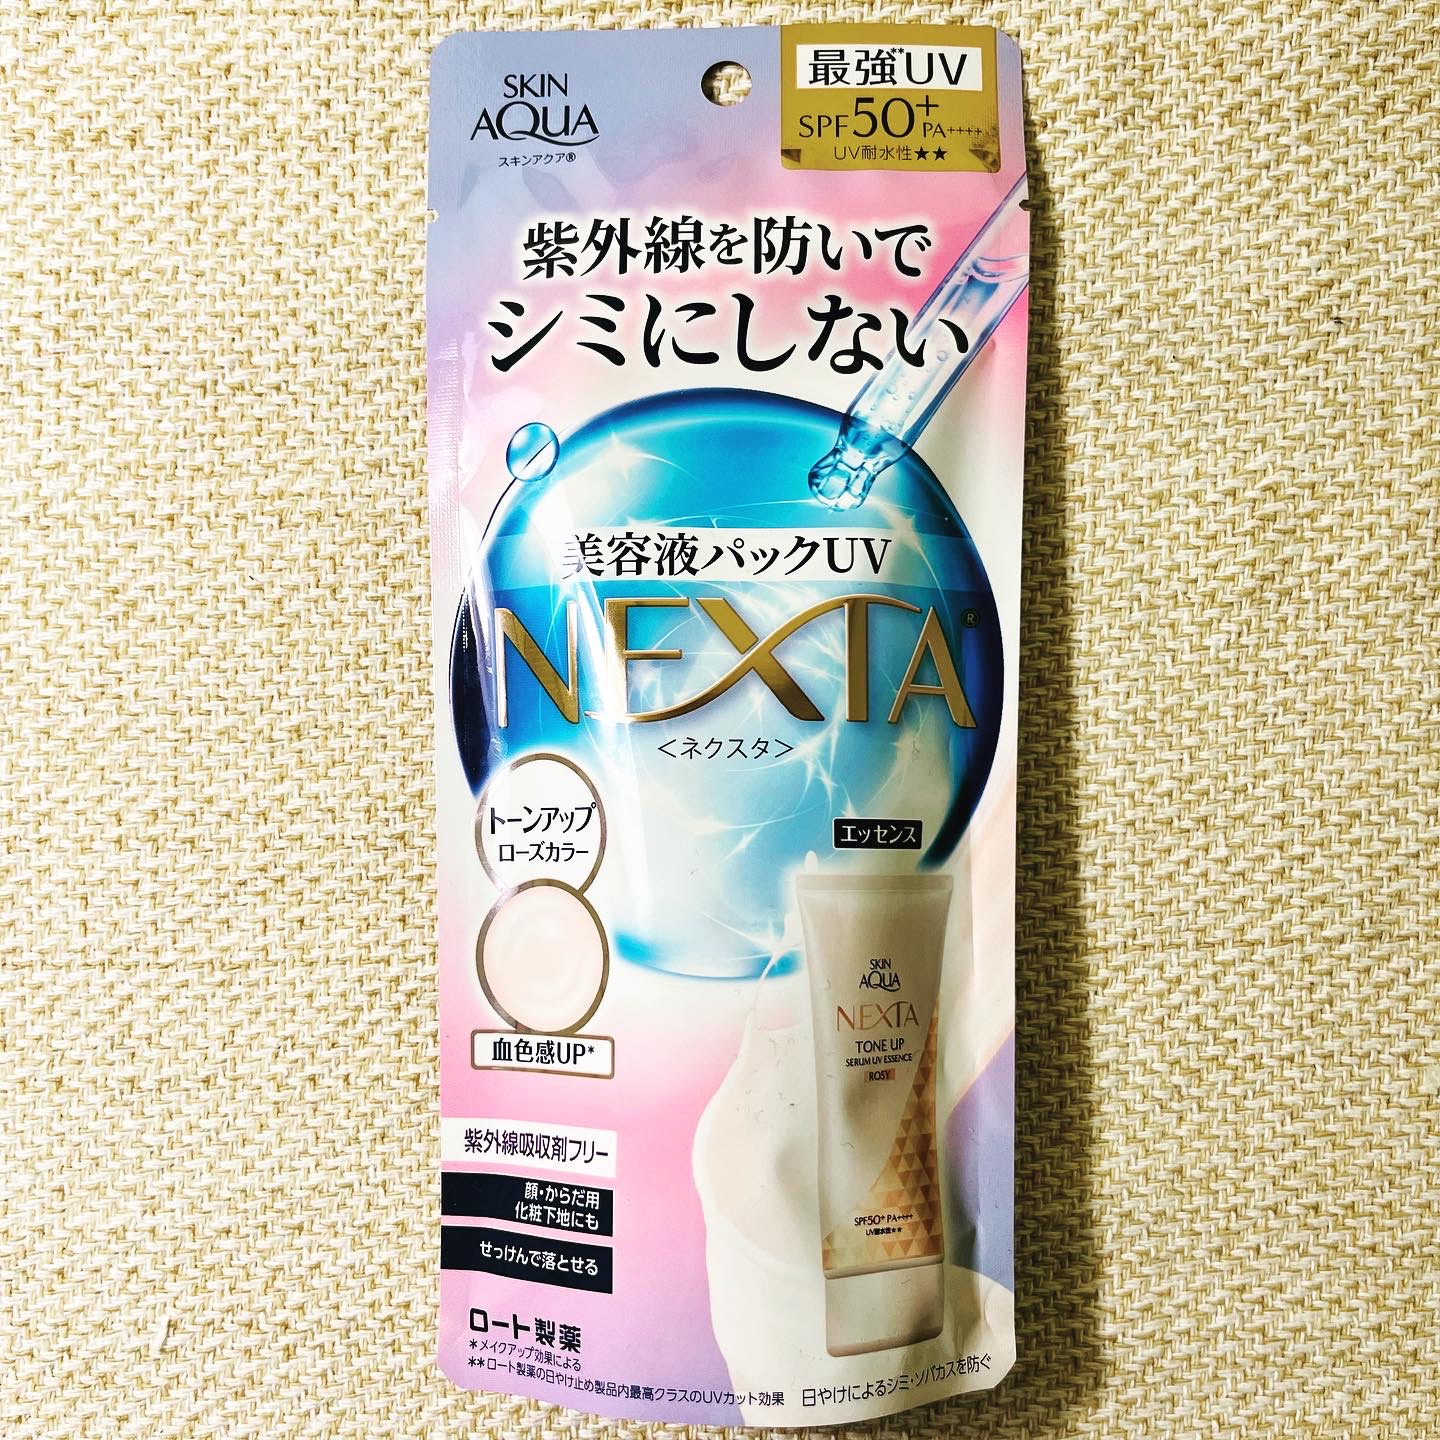 SKIN
AQUA
スキンアクア®
最強**UV
SPF50+
PA++++
UV耐水性★★
紫外線を防いで
シミにしない
美容液パックUV
NEXTA®
<ネクスタ>
トーンアップ
ローズカラー
血色感UP*
エッセンス
SKIN
AQUA
NEXTA
TONE UP
SERUM UV ESSENCE
ROSY
SPF50+ PA++++
UV耐水性★★
紫外線吸収剤フリー
顔・からだ用
化粧下地にも
せっけんで落とせる
ロート製薬
*メイクアップ効果による
**ロート製薬の日やけ止め製品内最高クラスのUVカット効果
日やけによるシミ・ソバカスを防ぐ